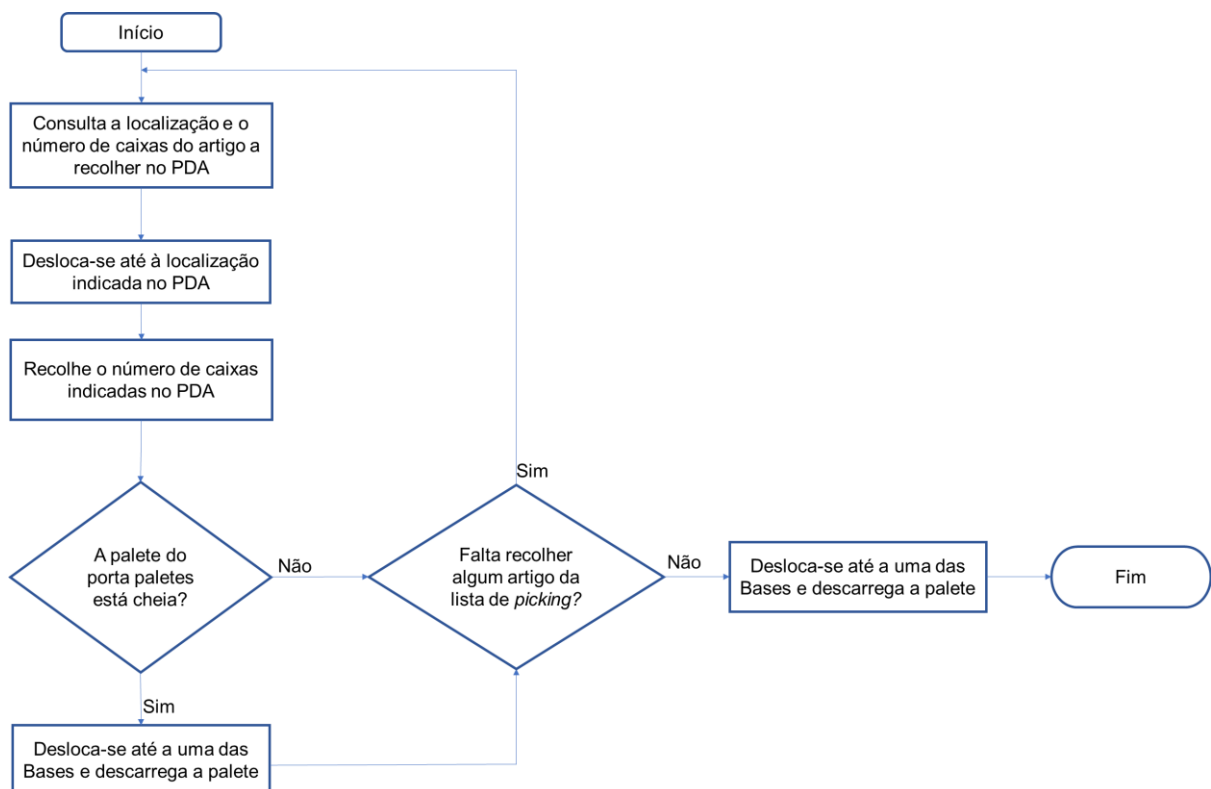 Início
Consulta a localização e o
número de caixas do artigo a
recolher no PDA
Desloca-se até à localização
indicada no PDA
Recolhe o número de caixas
indicadas no PDA
A palete do
porta paletes
está cheia?
Não
Sim
Desloca-se até a uma das
Bases e descarrega a palete
Sim
Falta recolher
algum artigo da
lista de picking?
Não
Desloca-se até a uma das
Bases e descarrega a palete
Fim